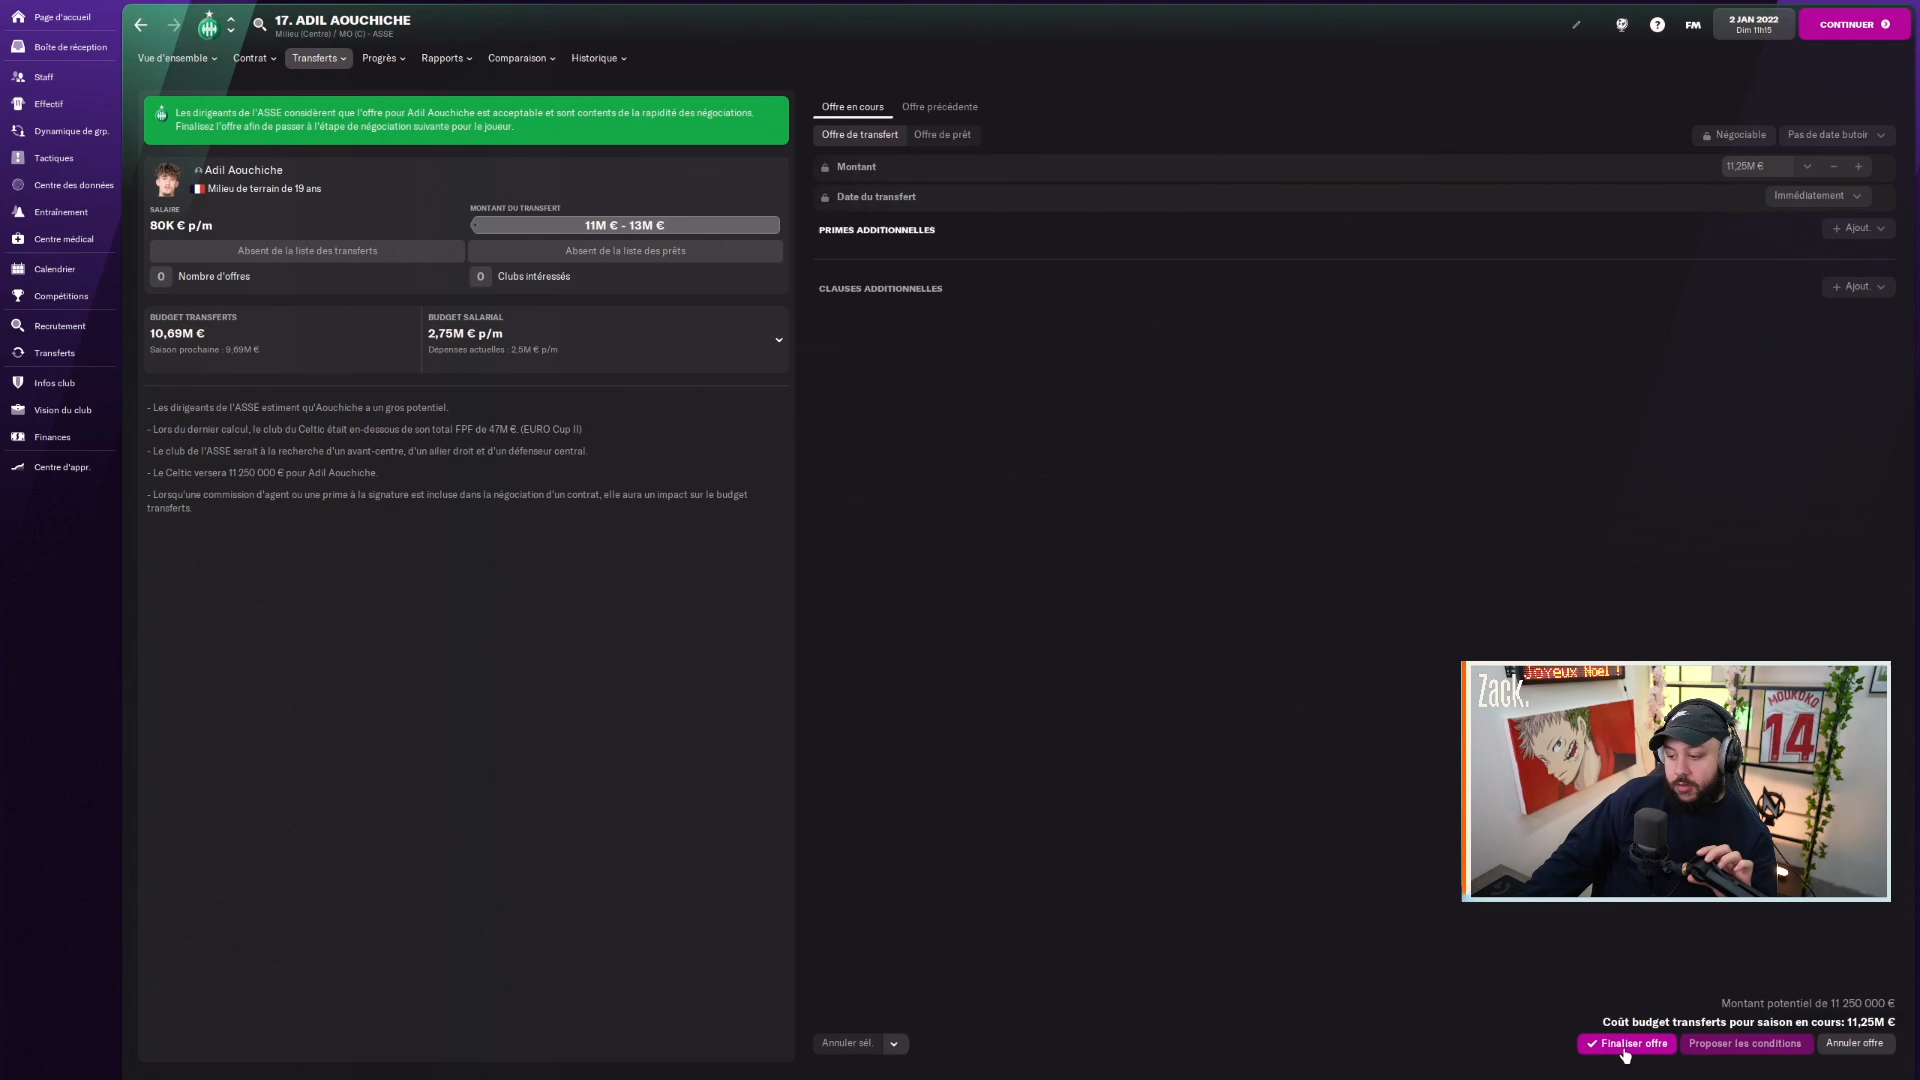 Page d'accueil
Boîte de réception
Staff
Effectif
Dynamique de grp.
Tactiques
Centre des données
Entraînement
Centre médical
Calendrier
Compétitions
Recrutement
Transferts
Infos club
Vision du club
Finances
Centre d'appr.
17. ADIL AOUCHICHE
Milieu (Centre) / MO (C) - ASSE
FM
2 JAN 2022
Dim 11h15
CONTINUER
Vue d'ensemble
Contrat
Transferts
Progrès
Rapports
Comparaison
Historique
Les dirigeants de l'ASSE considèrent que l'offre pour Adil Aouchiche est acceptable et sont contents de la rapidité des négociations.
Finalisez l'offre afin de passer à l'étape de négociation suivante pour le joueur.
Adil Aouchiche
Milieu de terrain de 19 ans
SALAIRE
80K € p/m
MONTANT DU TRANSFERT
11M € - 13M €
Absent de la liste des transferts
Absent de la liste des prêts
0 Nombre d'offres
0 Clubs intéressés
BUDGET TRANSFERTS
10,69M €
Saison prochaine : 9,69M €
BUDGET SALARIAL
2,75M € p/m
Dépenses actuelles : 2,5M € p/m
- Les dirigeants de l'ASSE estiment qu'Aouchiche a un gros potentiel.
- Lors du dernier calcul, le club du Celtic était en-dessous de son total FPF de 47M €. (EURO Cup II)
- Le club de l'ASSE serait à la recherche d'un avant-centre, d'un ailier droit et d'un défenseur central.
- Le Celtic versera 11 250 000 € pour Adil Aouchiche.
- Lorsqu'une commission d'agent ou une prime à la signature est incluse dans la négociation d'un contrat, elle aura un impact sur le budget
transferts.
Offre en cours
Offre précédente
Offre de transfert
Offre de prêt
Négociable
Pas de date butoir
Montant
11,25M €
Date du transfert
Immédiatement
PRIMES ADDITIONNELLES
+ Ajout.
CLAUSES ADDITIONNELLES
+ Ajout.
Joyeux Noel !
Zack.
MOUKOKO
14
Montant potentiel de 11 250 000 €
Coût budget transferts pour saison en cours: 11,25M €
Annuler sél.
Finaliser offre
Proposer les conditions
Annuler offre